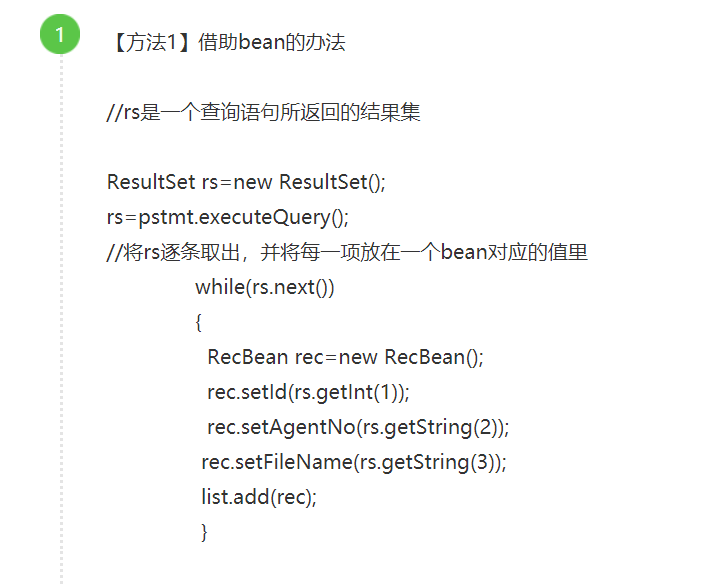 1
【方法1】借助bean的办法
//rs是一个查询语句所返回的结果集
ResultSet rs=new ResultSet();
rs=pstmt.executeQuery();
//将rs逐条取出，并将每一项放在一个bean对应的值里
while(rs.next())
{
RecBean rec=new RecBean();
rec.setId(rs.getInt(1));
rec.setAgentNo(rs.getString(2));
rec.setFileName(rs.getString(3));
list.add(rec);
}